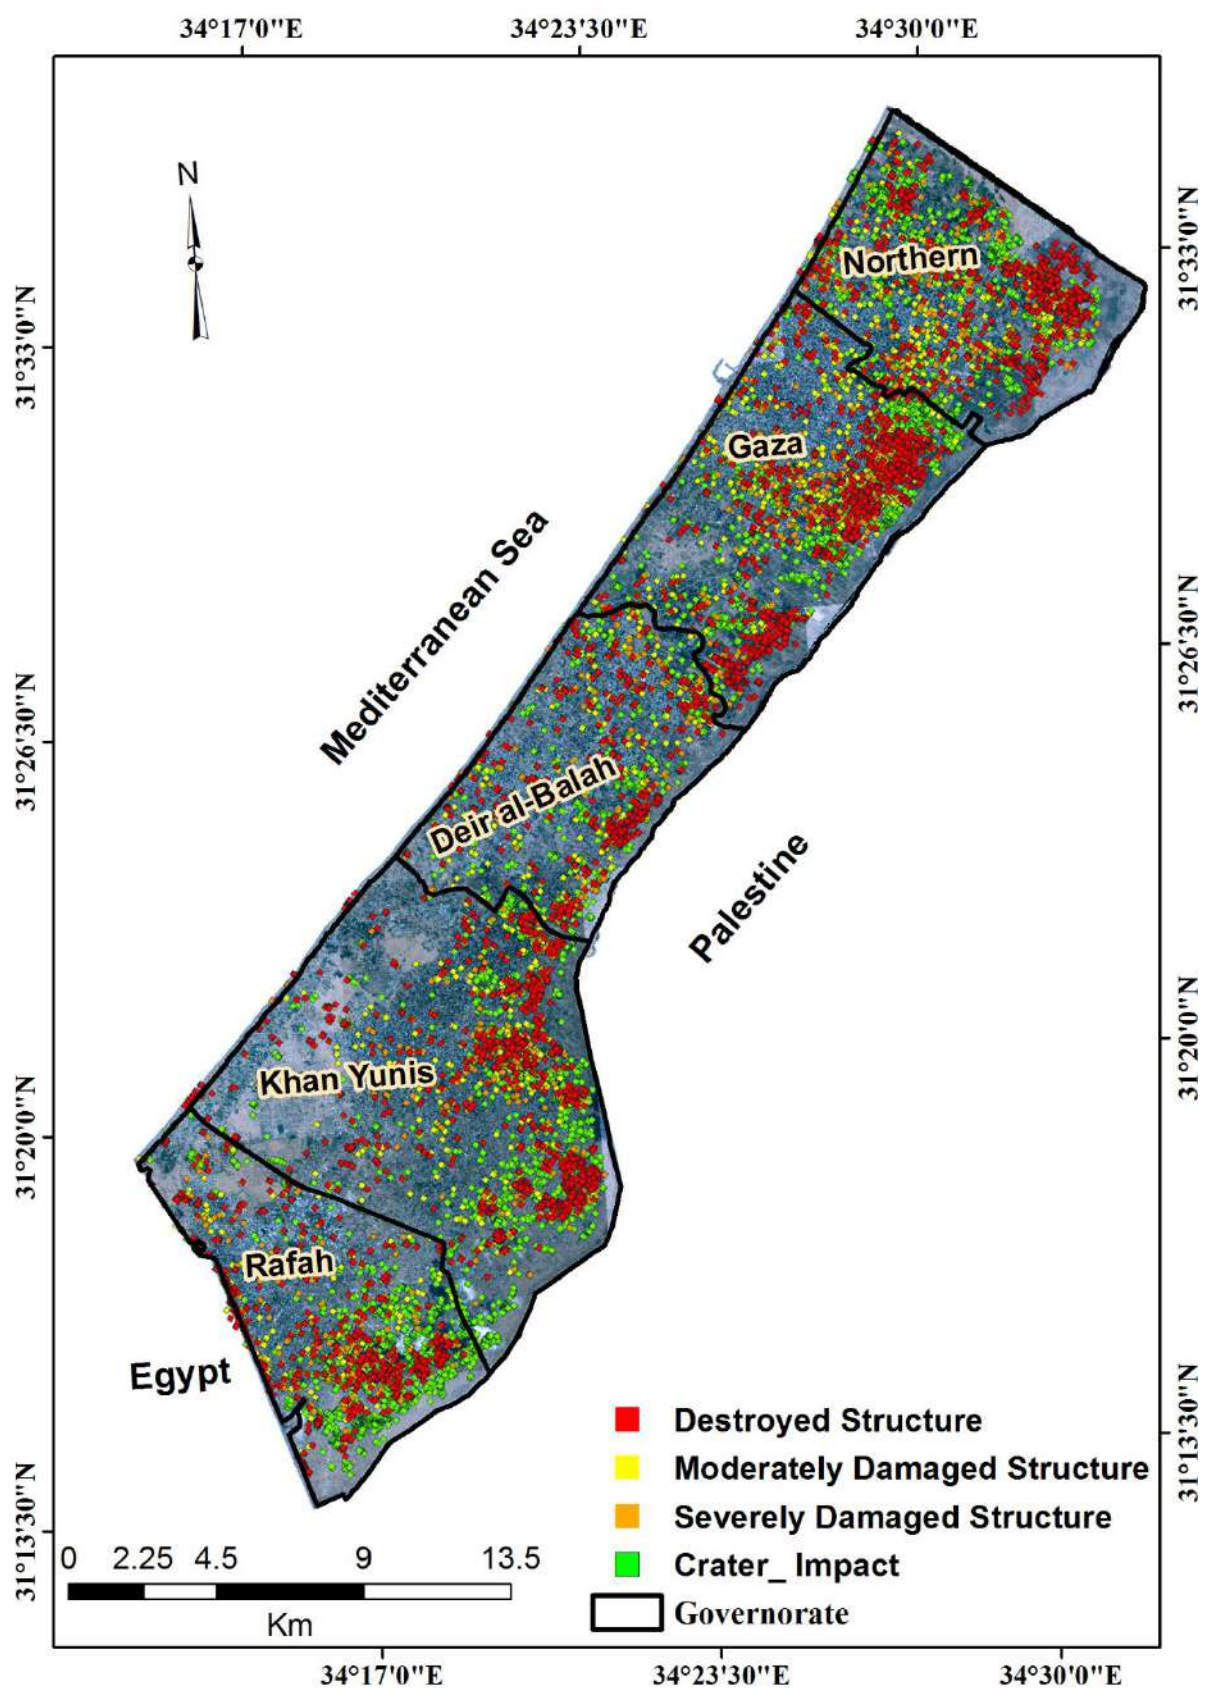 34°17'0"E 34°23'30"E 34°30'0"E
N
31°33'0"N
31°33'0"N
Northern
Gaza
Mediterranean Sea
31°26'30"N
31°26'30"N
Deir al-Balah
Palestine
31°20'0"N
31°20'0"N
Khan Yunis
Rafah
Egypt
31°13'30"N
31°13'30"N
Destroyed Structure
Moderately Damaged Structure
Severely Damaged Structure
Crater_ Impact
Governorate
0 2.25 4.5 9 13.5
Km
34°17'0"E 34°23'30"E 34°30'0"E